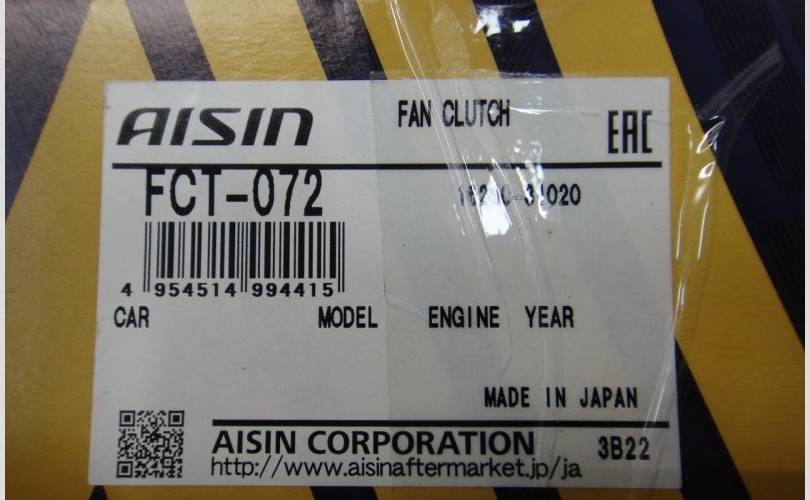 AISIN FAN CLUTCH EAC
FCT-072
4 954514 994415
CAR MODEL ENGINE YEAR
MADE IN JAPAN
AISIN CORPORATION 3B22
http://www.aisinaftermarket.jp/ja